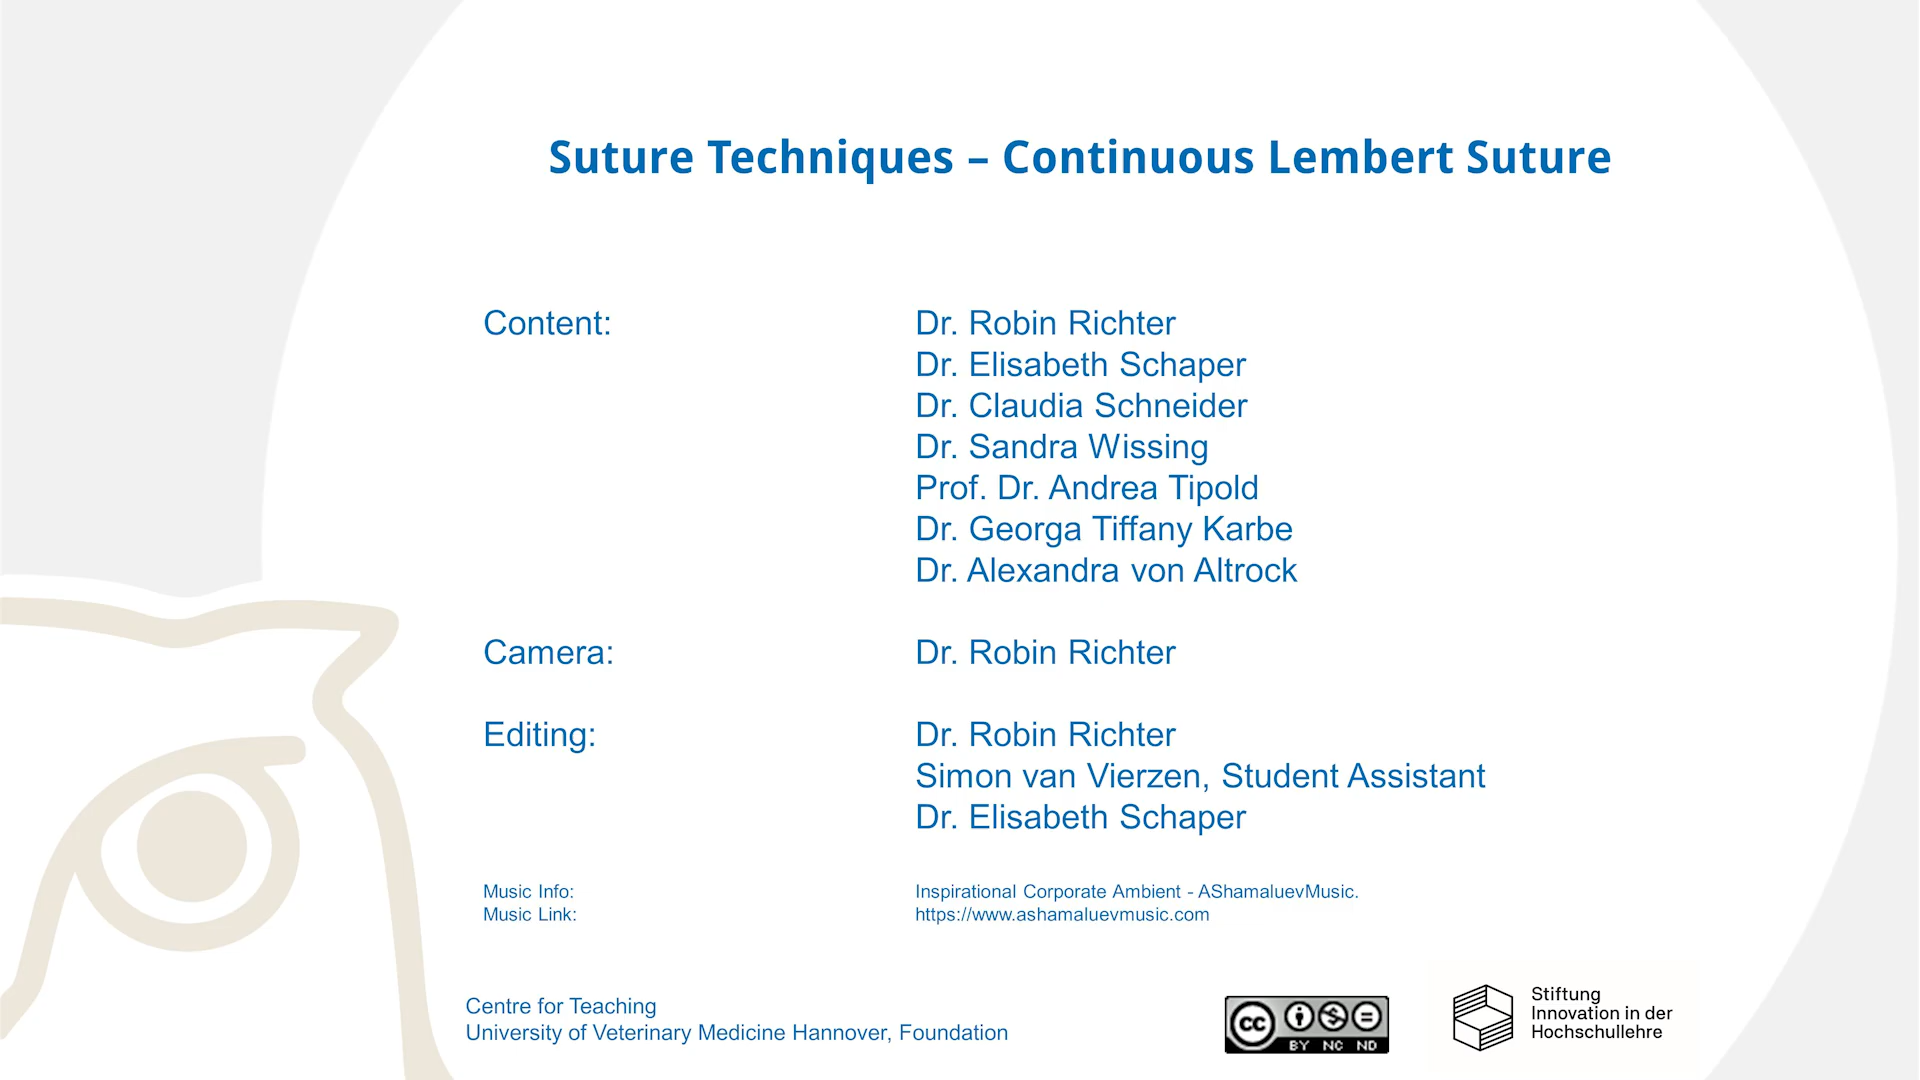 Suture Techniques – Continuous Lembert Suture
Content: Dr. Robin Richter
Dr. Elisabeth Schaper
Dr. Claudia Schneider
Dr. Sandra Wissing
Prof. Dr. Andrea Tipold
Dr. Georga Tiffany Karbe
Dr. Alexandra von Altrock
Camera: Dr. Robin Richter
Editing: Dr. Robin Richter
Simon van Vierzen, Student Assistant
Dr. Elisabeth Schaper
Music Info: Inspirational Corporate Ambient - AShamaluevMusic.
Music Link: https://www.ashamaluevmusic.com
Centre for Teaching
University of Veterinary Medicine Hannover, Foundation
cc BY NC ND
Stiftung
Innovation in der
Hochschullehre